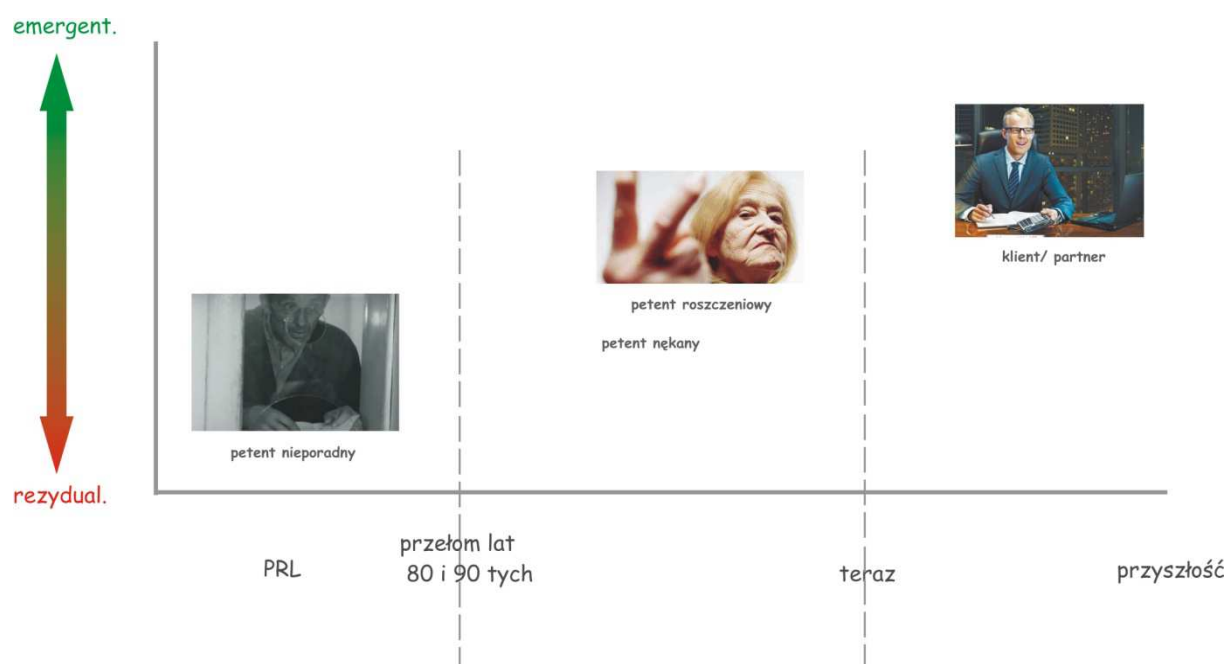 emergent.
klient/ partner
petent roszczeniowy
petent nękany
petent nieporadny
rezydual.
PRL
przełom lat
80 i 90 tych
teraz
przyszłość